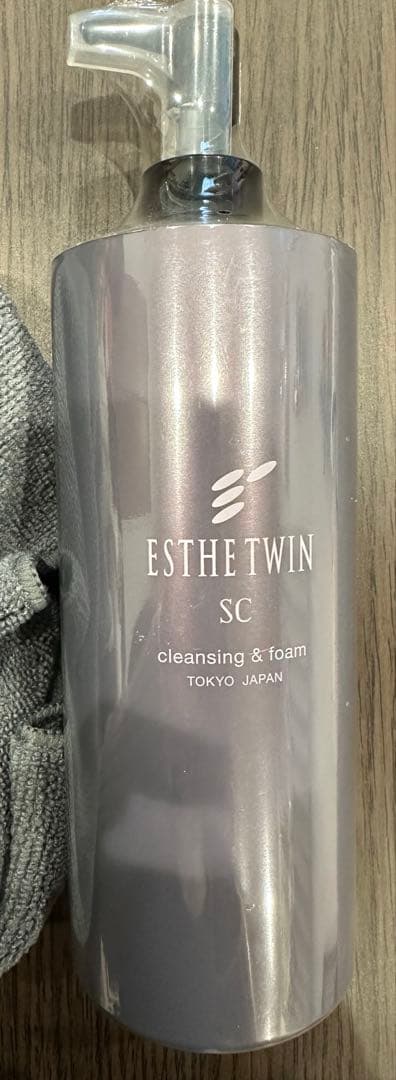 ESTHE TWIN
SC
cleansing & foam
TOKYO JAPAN